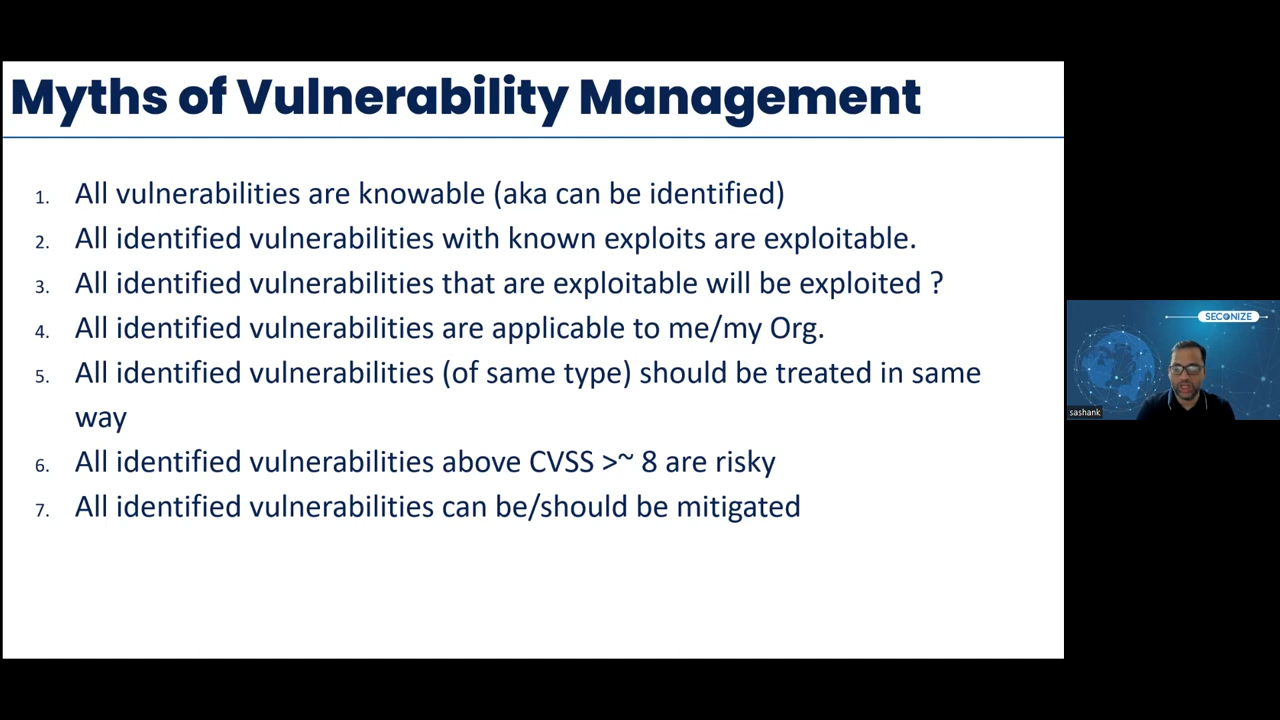 Myths of Vulnerability Management
1. All vulnerabilities are knowable (aka can be identified)
2. All identified vulnerabilities with known exploits are exploitable.
3. All identified vulnerabilities that are exploitable will be exploited ?
4. All identified vulnerabilities are applicable to me/my Org.
5. All identified vulnerabilities (of same type) should be treated in same
way
6. All identified vulnerabilities above CVSS >~ 8 are risky
7. All identified vulnerabilities can be/should be mitigated
SECONIZE
sashank